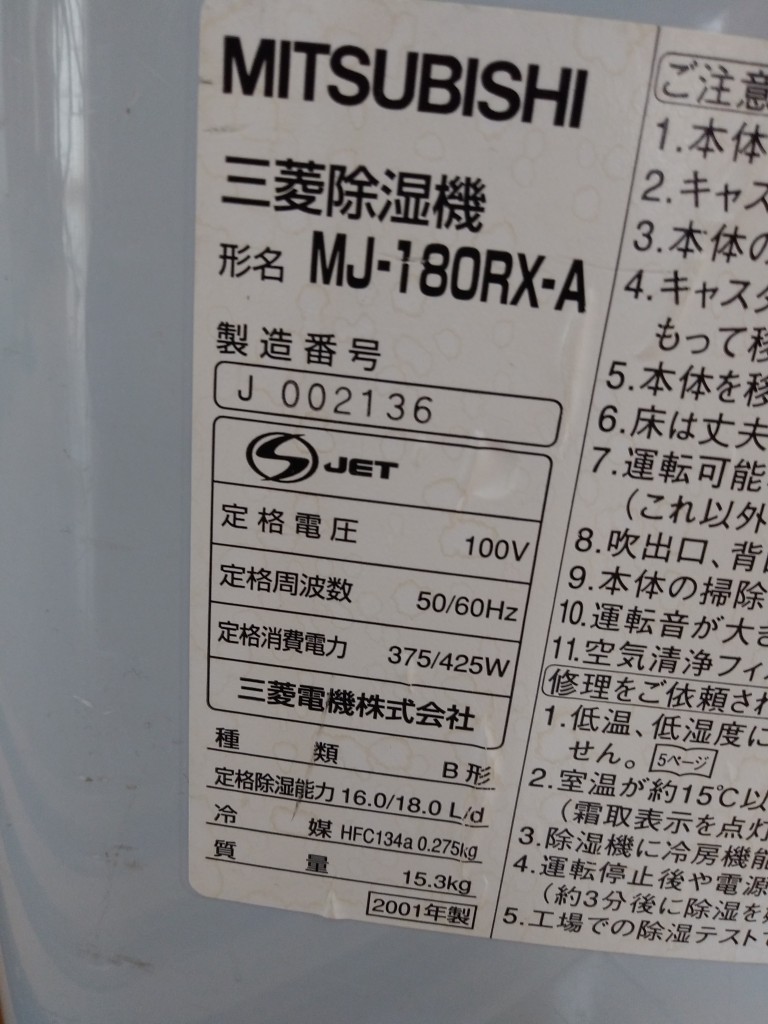 MITSUBISHI
三菱除湿機
形名 MJ-180RX-A
製造番号
J 002136
S JET
定格電圧 100V
定格周波数 50/60Hz
定格消費電力 375/425W
三菱電機株式会社
種類 B形
定格除湿能力 16.0/18.0 L/d
冷媒 HFC134a 0.275kg
質量 15.3kg
2001年製
ご注意
1.本体
2.キャス
3.本体の
4.キャスタ
もって移
5.本体を移
6.床は丈夫
7.運転可能
(これ以外
8.吹出口、背
9.本体の掃除
10.運転音が大き
11.空気清浄フィ
修理をご依頼され
1.低温、低湿度に
せん。5ページ
2.室温が約15℃以
(霜取表示を点灯
3.除湿機に冷房機能
4.運転停止後や電源
(約3分後に除湿を
5.工場での除湿テスト